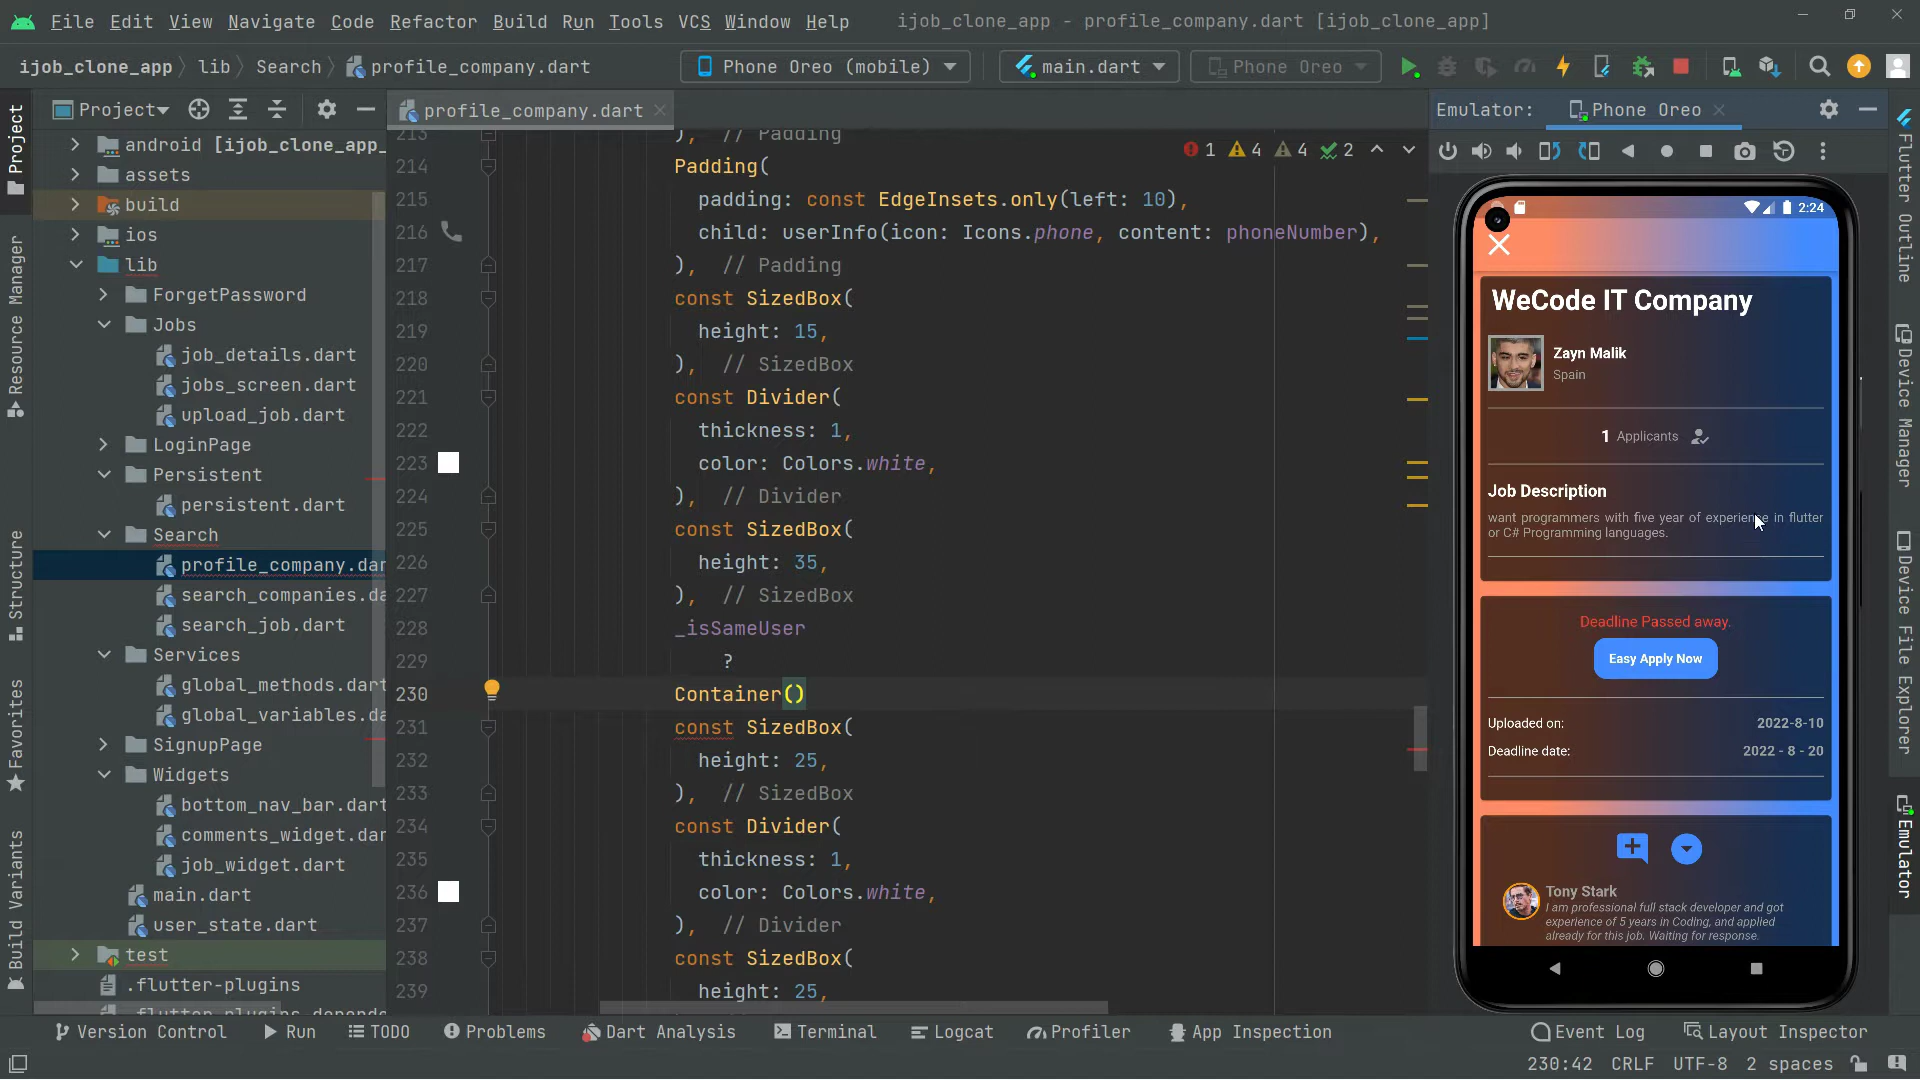 File Edit View Navigate Code Refactor Build Run Tools VCS Window Help ijob_clone_app - profile_company.dart [ijob_clone_app]
ijob_clone_app lib Search profile_company.dart Phone Oreo (mobile) main.dart Phone Oreo
Project
profile_company.dart
Emulator: Phone Oreo
1 4 4 2
android [ijob_clone_app_
assets
build
ios
lib
ForgetPassword
Jobs
job_details.dart
jobs_screen.dart
upload_job.dart
LoginPage
Persistent
persistent.dart
Search
profile_company.dar
search_companies.da
search_job.dart
Services
global_methods.dart
global_variables.da
SignupPage
Widgets
bottom_nav_bar.dart
comments_widget.dar
job_widget.dart
main.dart
user_state.dart
test
.flutter-plugins
213 ), // Padding
214 Padding(
215 padding: const EdgeInsets.only(left: 10),
216 child: userInfo(icon: Icons.phone, content: phoneNumber),
217 ), // Padding
218 const SizedBox(
219 height: 15,
220 ), // SizedBox
221 const Divider(
222 thickness: 1,
223 color: Colors.white,
224 ), // Divider
225 const SizedBox(
226 height: 35,
227 ), // SizedBox
228 _isSameUser
229 ?
230 Container()
231 const SizedBox(
232 height: 25,
233 ), // SizedBox
234 const Divider(
235 thickness: 1,
236 color: Colors.white,
237 ), // Divider
238 const SizedBox(
239 height: 25,
2:24
WeCode IT Company
Zayn Malik
Spain
1 Applicants
Job Description
want programmers with five year of experience in flutter
or C# Programming languages.
Deadline Passed away.
Easy Apply Now
Uploaded on: 2022-8-10
Deadline date: 2022 - 8 - 20
Tony Stark
I am professional full stack developer and got
experience of 5 years in Coding, and applied
already for this job. Waiting for response.
Project
Resource Manager
Structure
Favorites
Build Variants
Flutter Outline
Device Manager
Device File Explorer
Emulator
Version Control Run TODO Problems Dart Analysis Terminal Logcat Profiler App Inspection Event Log Layout Inspector
230:42 CRLF UTF-8 2 spaces